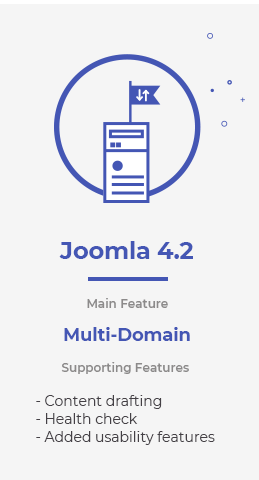 Joomla 4.2
Main Feature
Multi-Domain
Supporting Features
- Content drafting
- Health check
- Added usability features